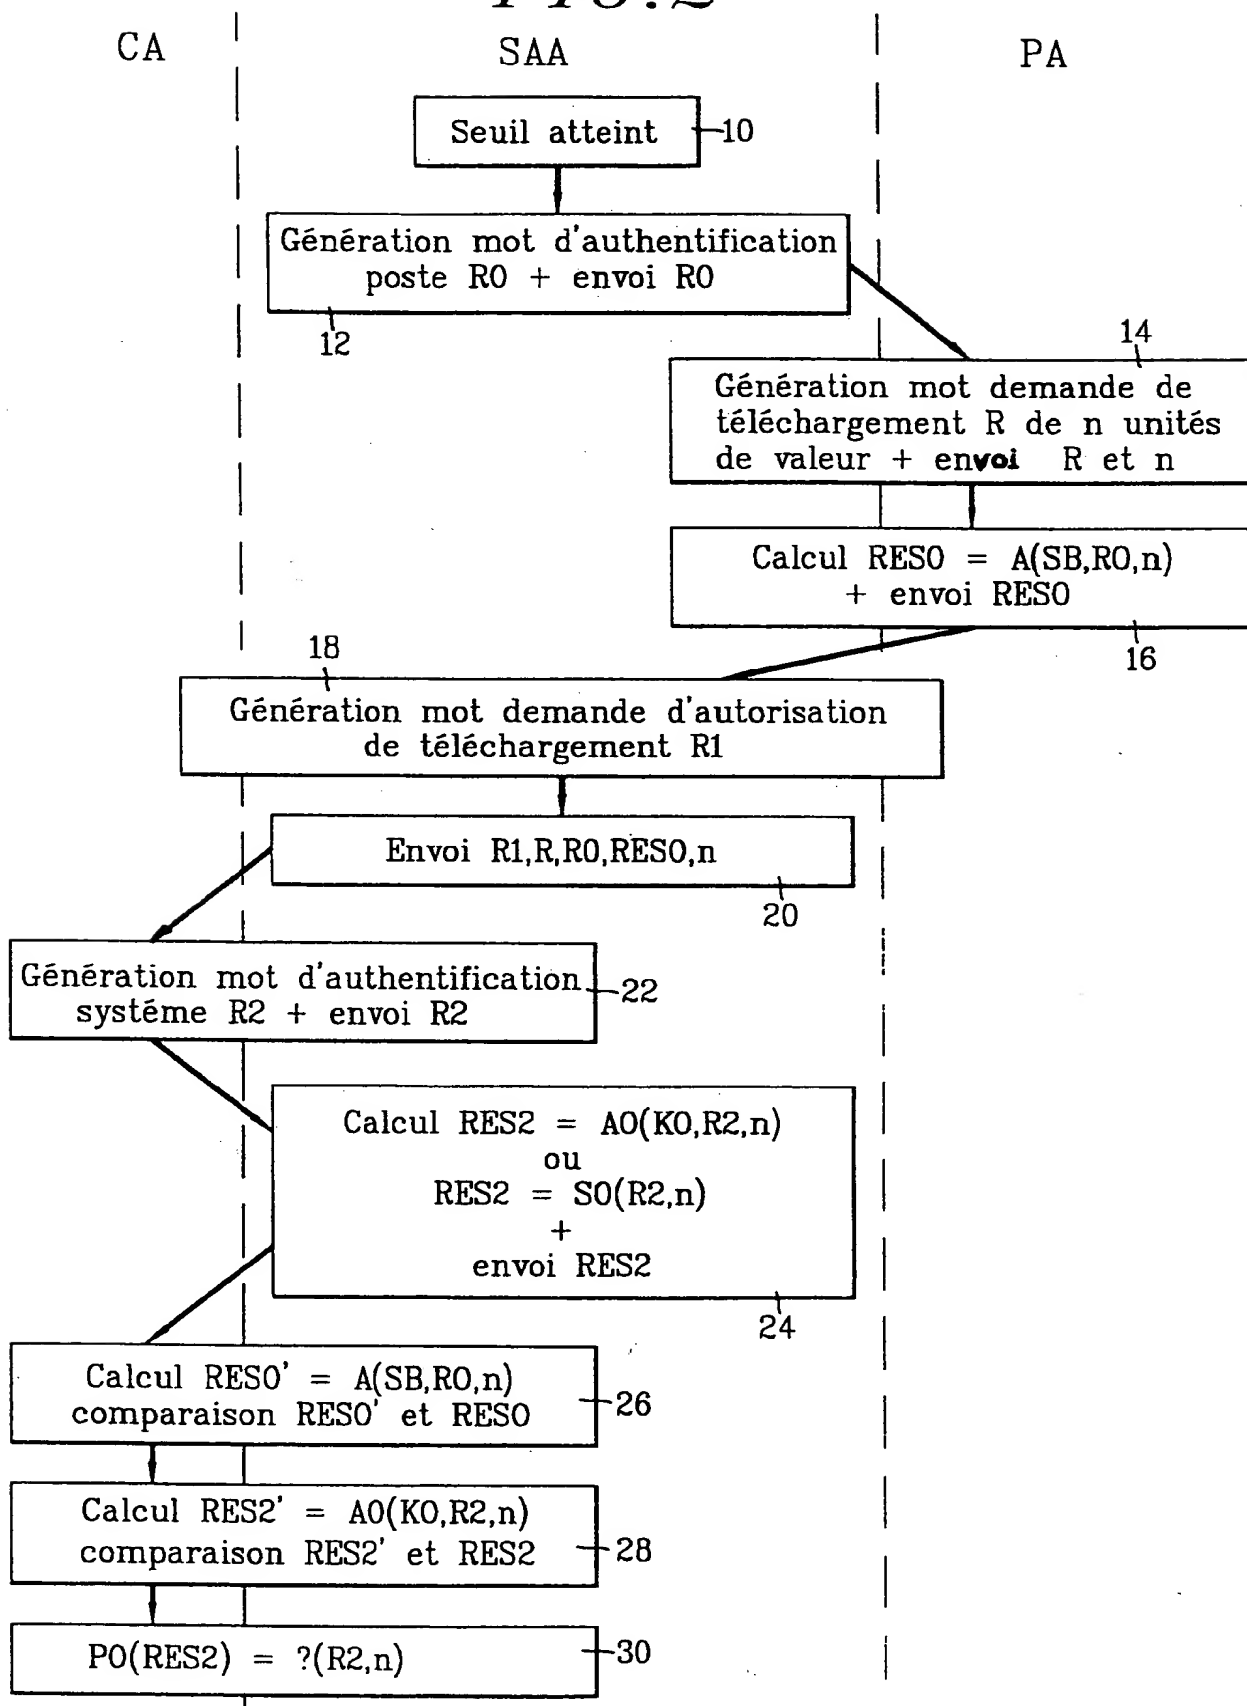 FIG.2
CA
SAA
PA
Seuil atteint
10
Génération mot d'authentification
poste R0 + envoi R0
12
14
Génération mot demande de
téléchargement R de n unités
de valeur + envoi R et n
Calcul RES0 = A(SB,R0,n)
+ envoi RES0
16
18
Génération mot demande d'autorisation
de téléchargement R1
Envoi R1,R,R0,RES0,n
20
Génération mot d'authentification
systéme R2 + envoi R2
22
Calcul RES2 = A0(K0,R2,n)
ou
RES2 = S0(R2,n)
+
envoi RES2
24
Calcul RES0' = A(SB,R0,n)
comparaison RES0' et RES0
26
Calcul RES2' = A0(K0,R2,n)
comparaison RES2' et RES2
28
P0(RES2) = ?(R2,n)
30